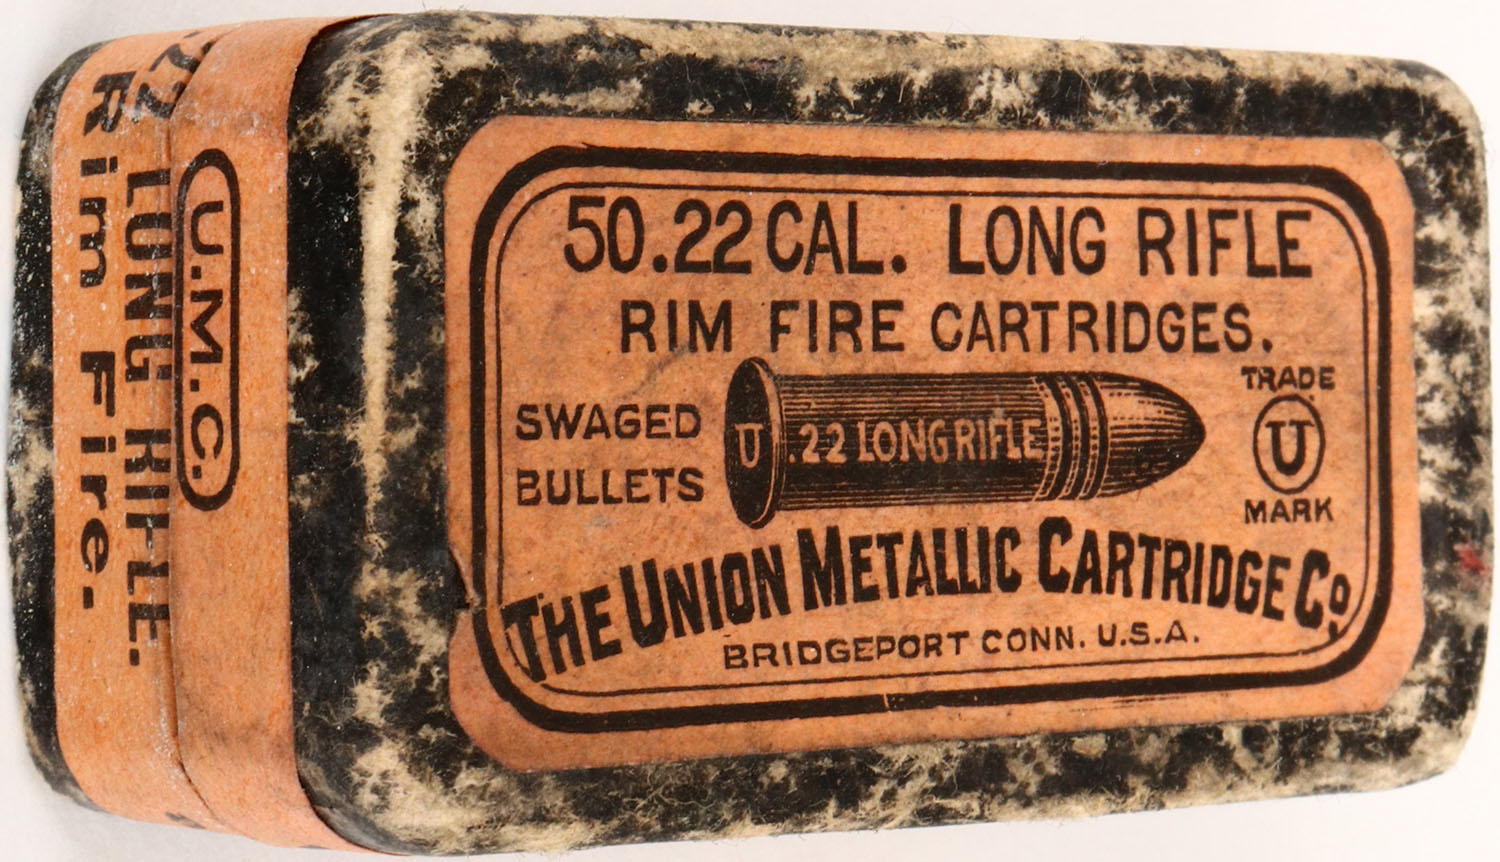 50.22 CAL. LONG RIFLE
RIM FIRE CARTRIDGES.
SWAGED
BULLETS
U .22 LONG RIFLE
TRADE
U
MARK
THE UNION METALLIC CARTRIDGE Co.
BRIDGEPORT CONN. U.S.A.
U.M.C.
.22 LONG RIFLE.
Rim Fire.